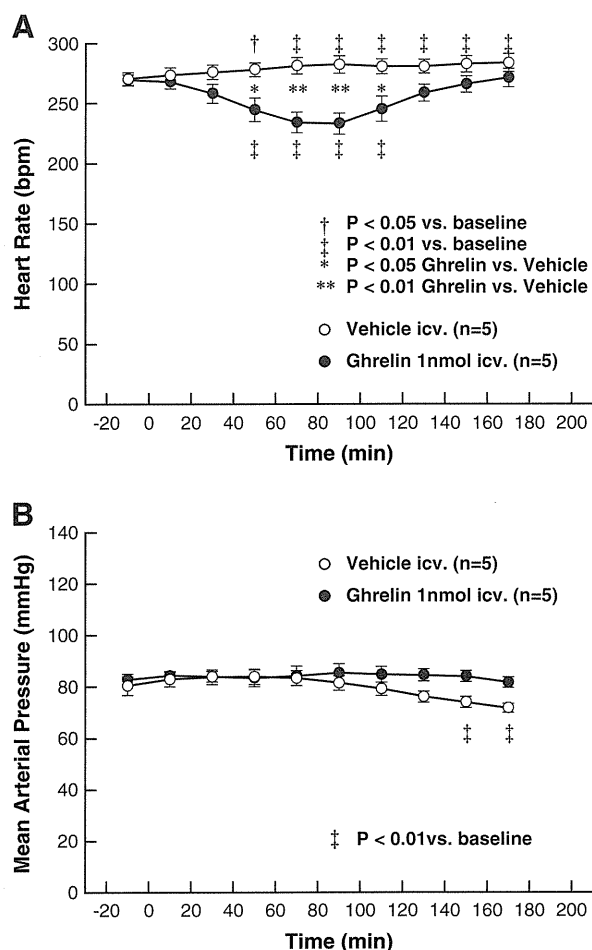 A
† ‡ ‡ ‡ ‡ ‡ ‡
300
* ** ** *
250
‡ ‡ ‡ ‡
200
150
100
50
0
Heart Rate (bpm)
† P < 0.05 vs. baseline
‡ P < 0.01 vs. baseline
* P < 0.05 Ghrelin vs. Vehicle
** P < 0.01 Ghrelin vs. Vehicle
Vehicle icv. (n=5)
Ghrelin 1nmol icv. (n=5)
-20 0 20 40 60 80 100 120 140 160 180 200
Time (min)
B
140
120
100
80
60
40
20
0
Mean Arterial Pressure (mmHg)
Vehicle icv. (n=5)
Ghrelin 1nmol icv. (n=5)
‡ ‡
‡ P < 0.01vs. baseline
-20 0 20 40 60 80 100 120 140 160 180 200
Time (min)